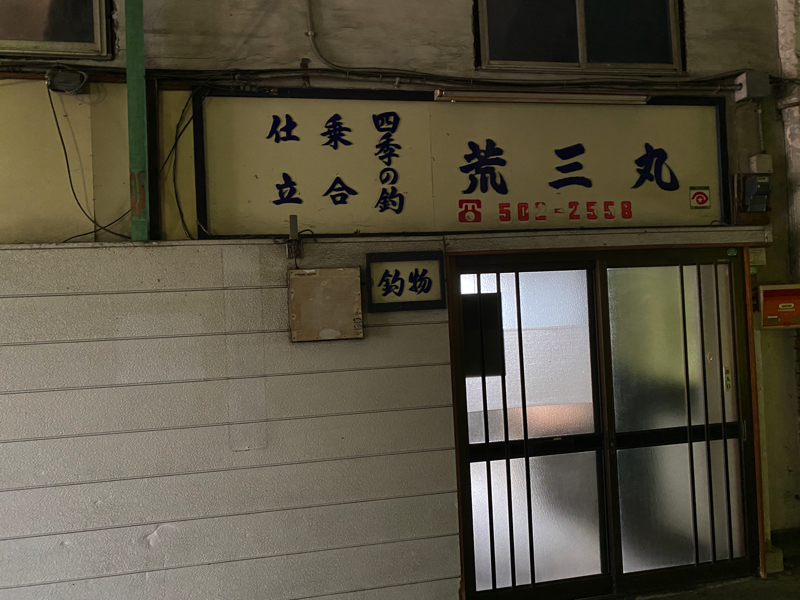 四季の釣
乗合
仕立
荒三丸
502-2558
釣物